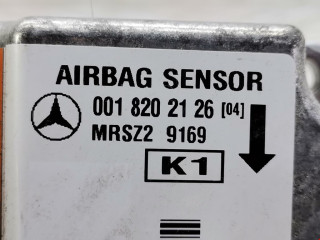 AIRBAG SENSOR
001 820 21 26 [04]
MRSZ2 9169
K1